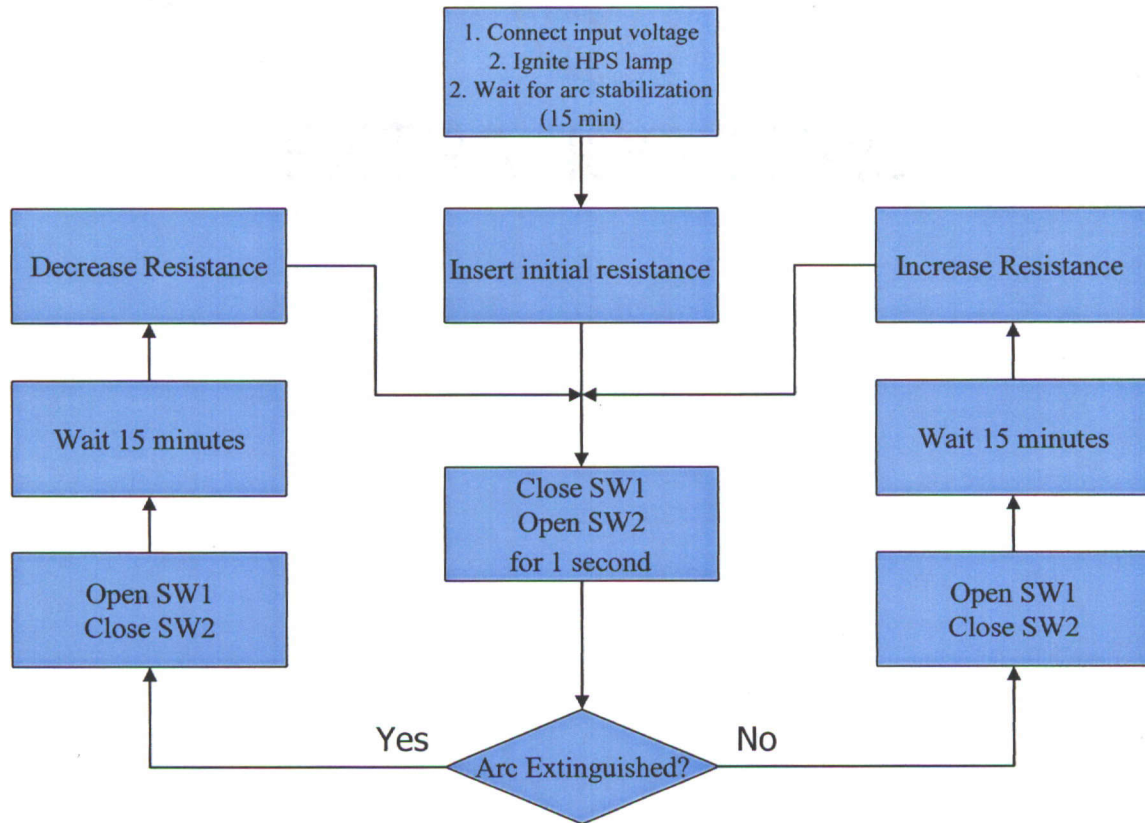 1. Connect input voltage
2. Ignite HPS lamp
2. Wait for arc stabilization
(15 min)
Decrease Resistance
Insert initial resistance
Increase Resistance
Wait 15 minutes
Wait 15 minutes
Close SW1
Open SW2
for 1 second
Open SW1
Close SW2
Open SW1
Close SW2
Yes
No
Arc Extinguished?